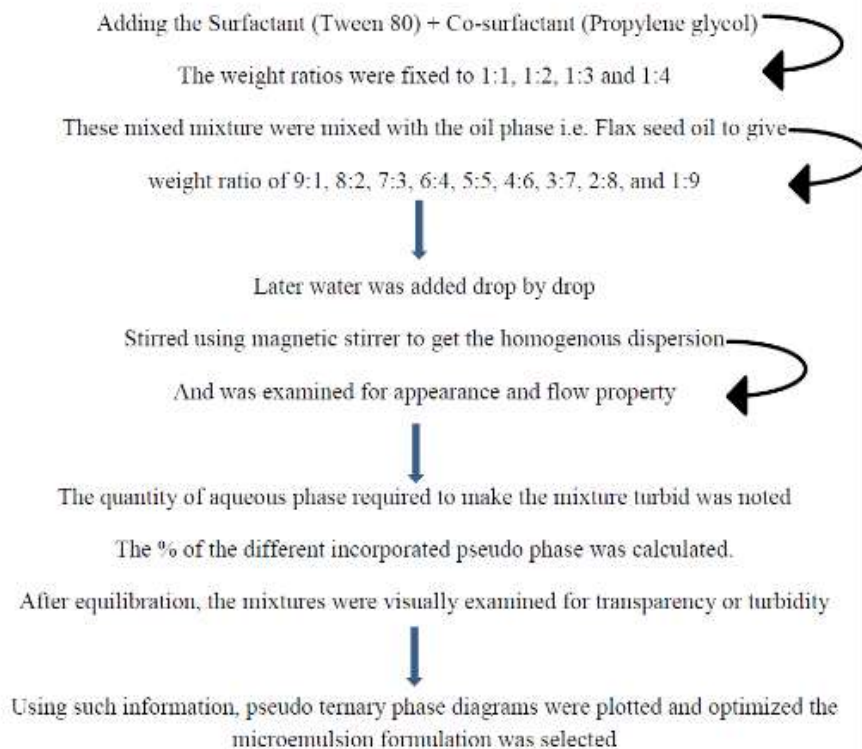 Adding the Surfactant (Tween 80) + Co-surfactant (Propylene glycol)
The weight ratios were fixed to 1:1, 1:2, 1:3 and 1:4
These mixed mixture were mixed with the oil phase i.e. Flax seed oil to give
weight ratio of 9:1, 8:2, 7:3, 6:4, 5:5, 4:6, 3:7, 2:8, and 1:9
Later water was added drop by drop
Stirred using magnetic stirrer to get the homogenous dispersion
And was examined for appearance and flow property
The quantity of aqueous phase required to make the mixture turbid was noted
The % of the different incorporated pseudo phase was calculated.
After equilibration, the mixtures were visually examined for transparency or turbidity
Using such information, pseudo ternary phase diagrams were plotted and optimized the
microemulsion formulation was selected